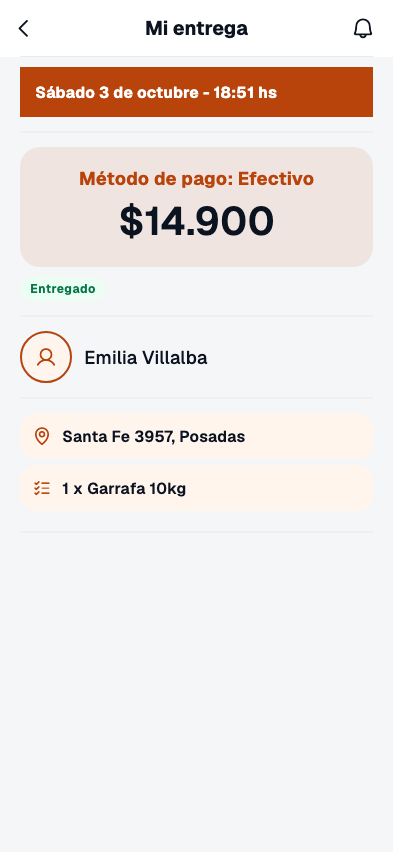 Mi entrega
Sábado 3 de octubre - 18:51 hs
Método de pago: Efectivo
$14.900
Entregado
Emilia Villalba
Santa Fe 3957, Posadas
1 x Garrafa 10kg